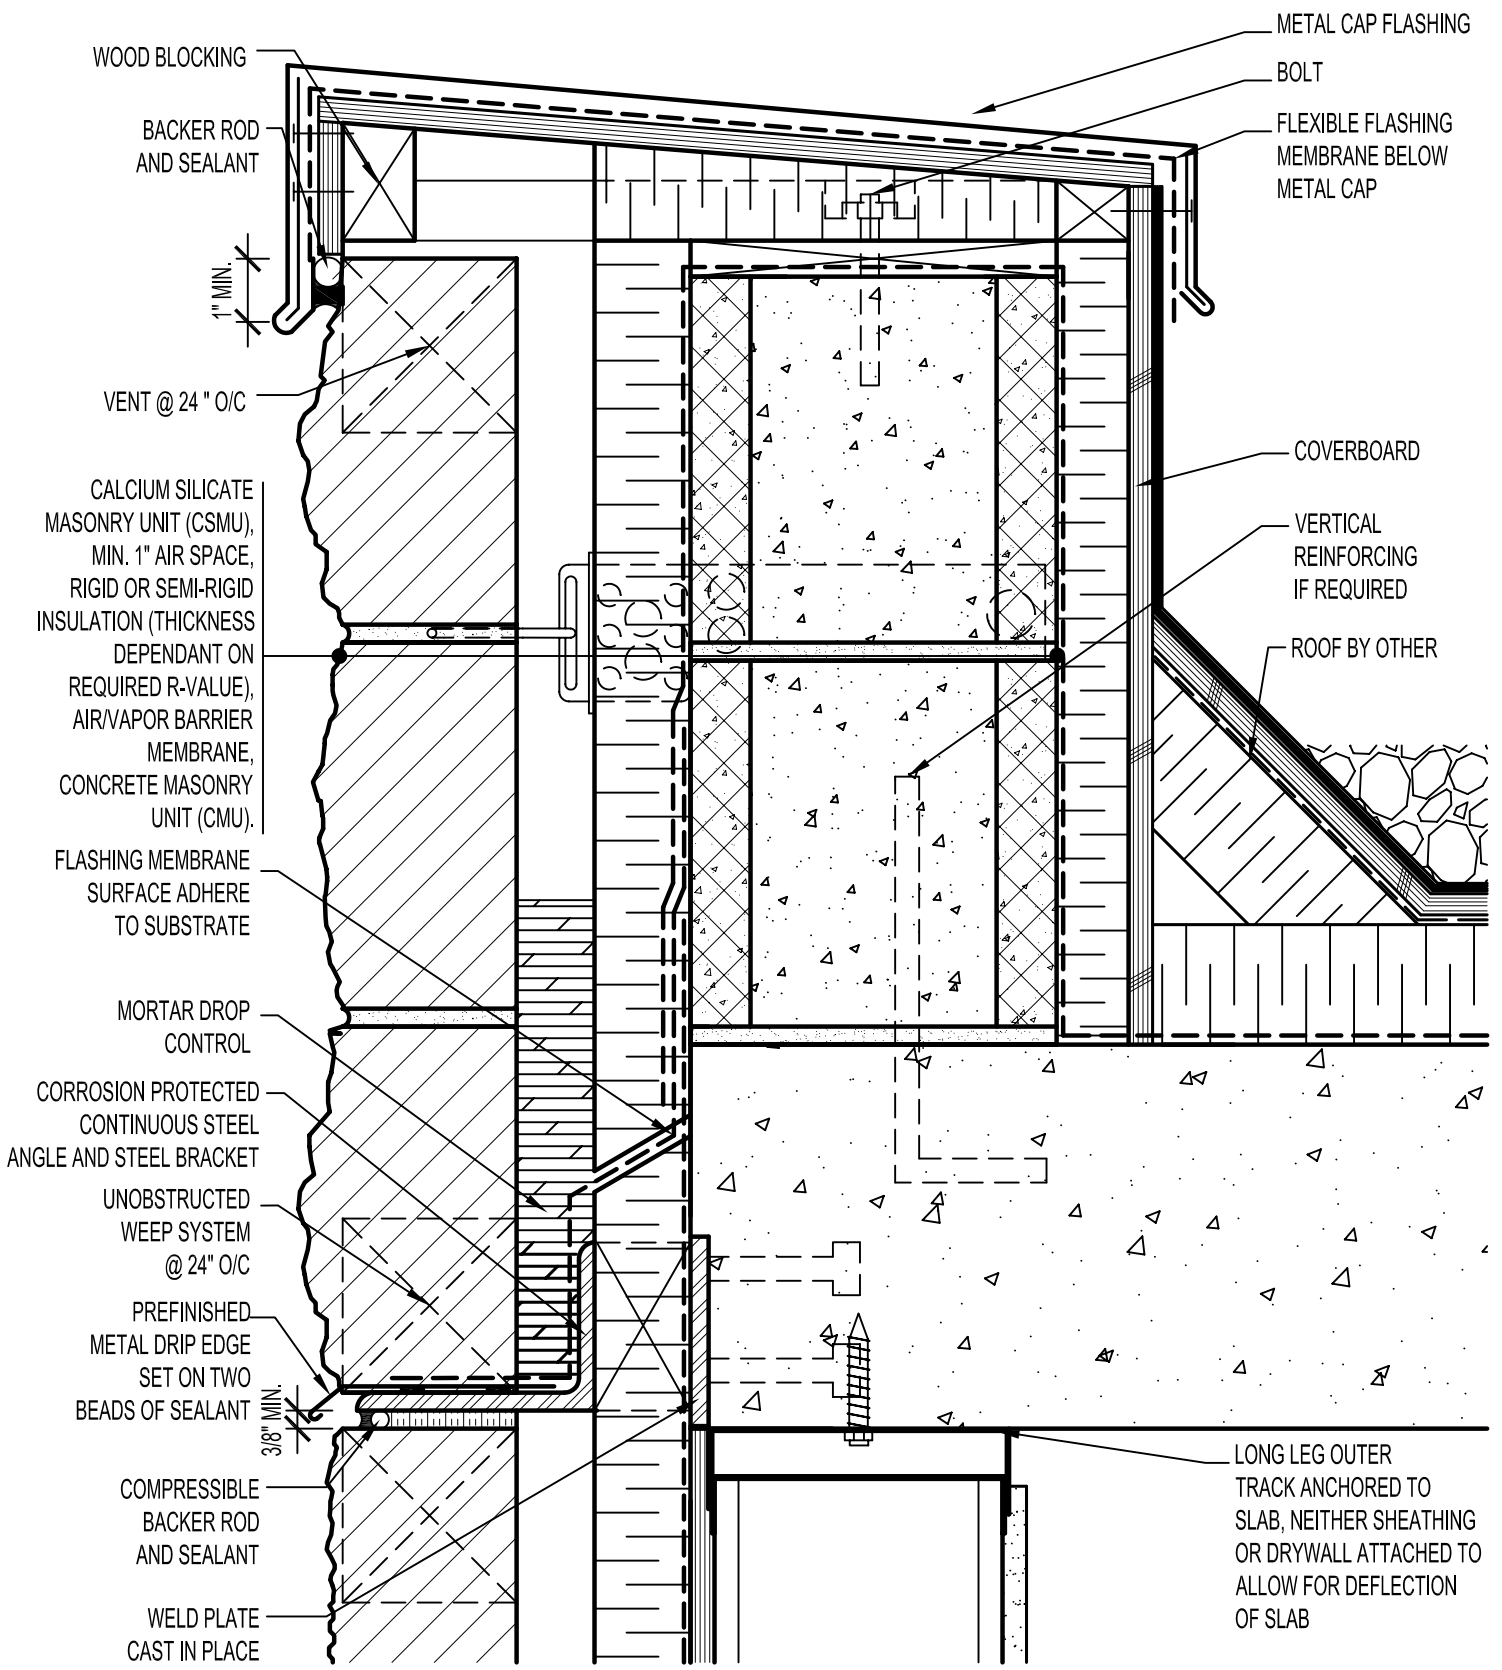 WOOD BLOCKING
BACKER ROD
AND SEALANT
1" MIN.
VENT @ 24 " O/C
CALCIUM SILICATE
MASONRY UNIT (CSMU),
MIN. 1" AIR SPACE,
RIGID OR SEMI-RIGID
INSULATION (THICKNESS
DEPENDANT ON
REQUIRED R-VALUE),
AIR/VAPOR BARRIER
MEMBRANE,
CONCRETE MASONRY
UNIT (CMU).
FLASHING MEMBRANE
SURFACE ADHERE
TO SUBSTRATE
MORTAR DROP
CONTROL
CORROSION PROTECTED
CONTINUOUS STEEL
ANGLE AND STEEL BRACKET
UNOBSTRUCTED
WEEP SYSTEM
@ 24" O/C
PREFINISHED
METAL DRIP EDGE
SET ON TWO
BEADS OF SEALANT
3/8" MIN.
COMPRESSIBLE
BACKER ROD
AND SEALANT
WELD PLATE
CAST IN PLACE
METAL CAP FLASHING
BOLT
FLEXIBLE FLASHING
MEMBRANE BELOW
METAL CAP
COVERBOARD
VERTICAL
REINFORCING
IF REQUIRED
ROOF BY OTHER
LONG LEG OUTER
TRACK ANCHORED TO
SLAB, NEITHER SHEATHING
OR DRYWALL ATTACHED TO
ALLOW FOR DEFLECTION
OF SLAB